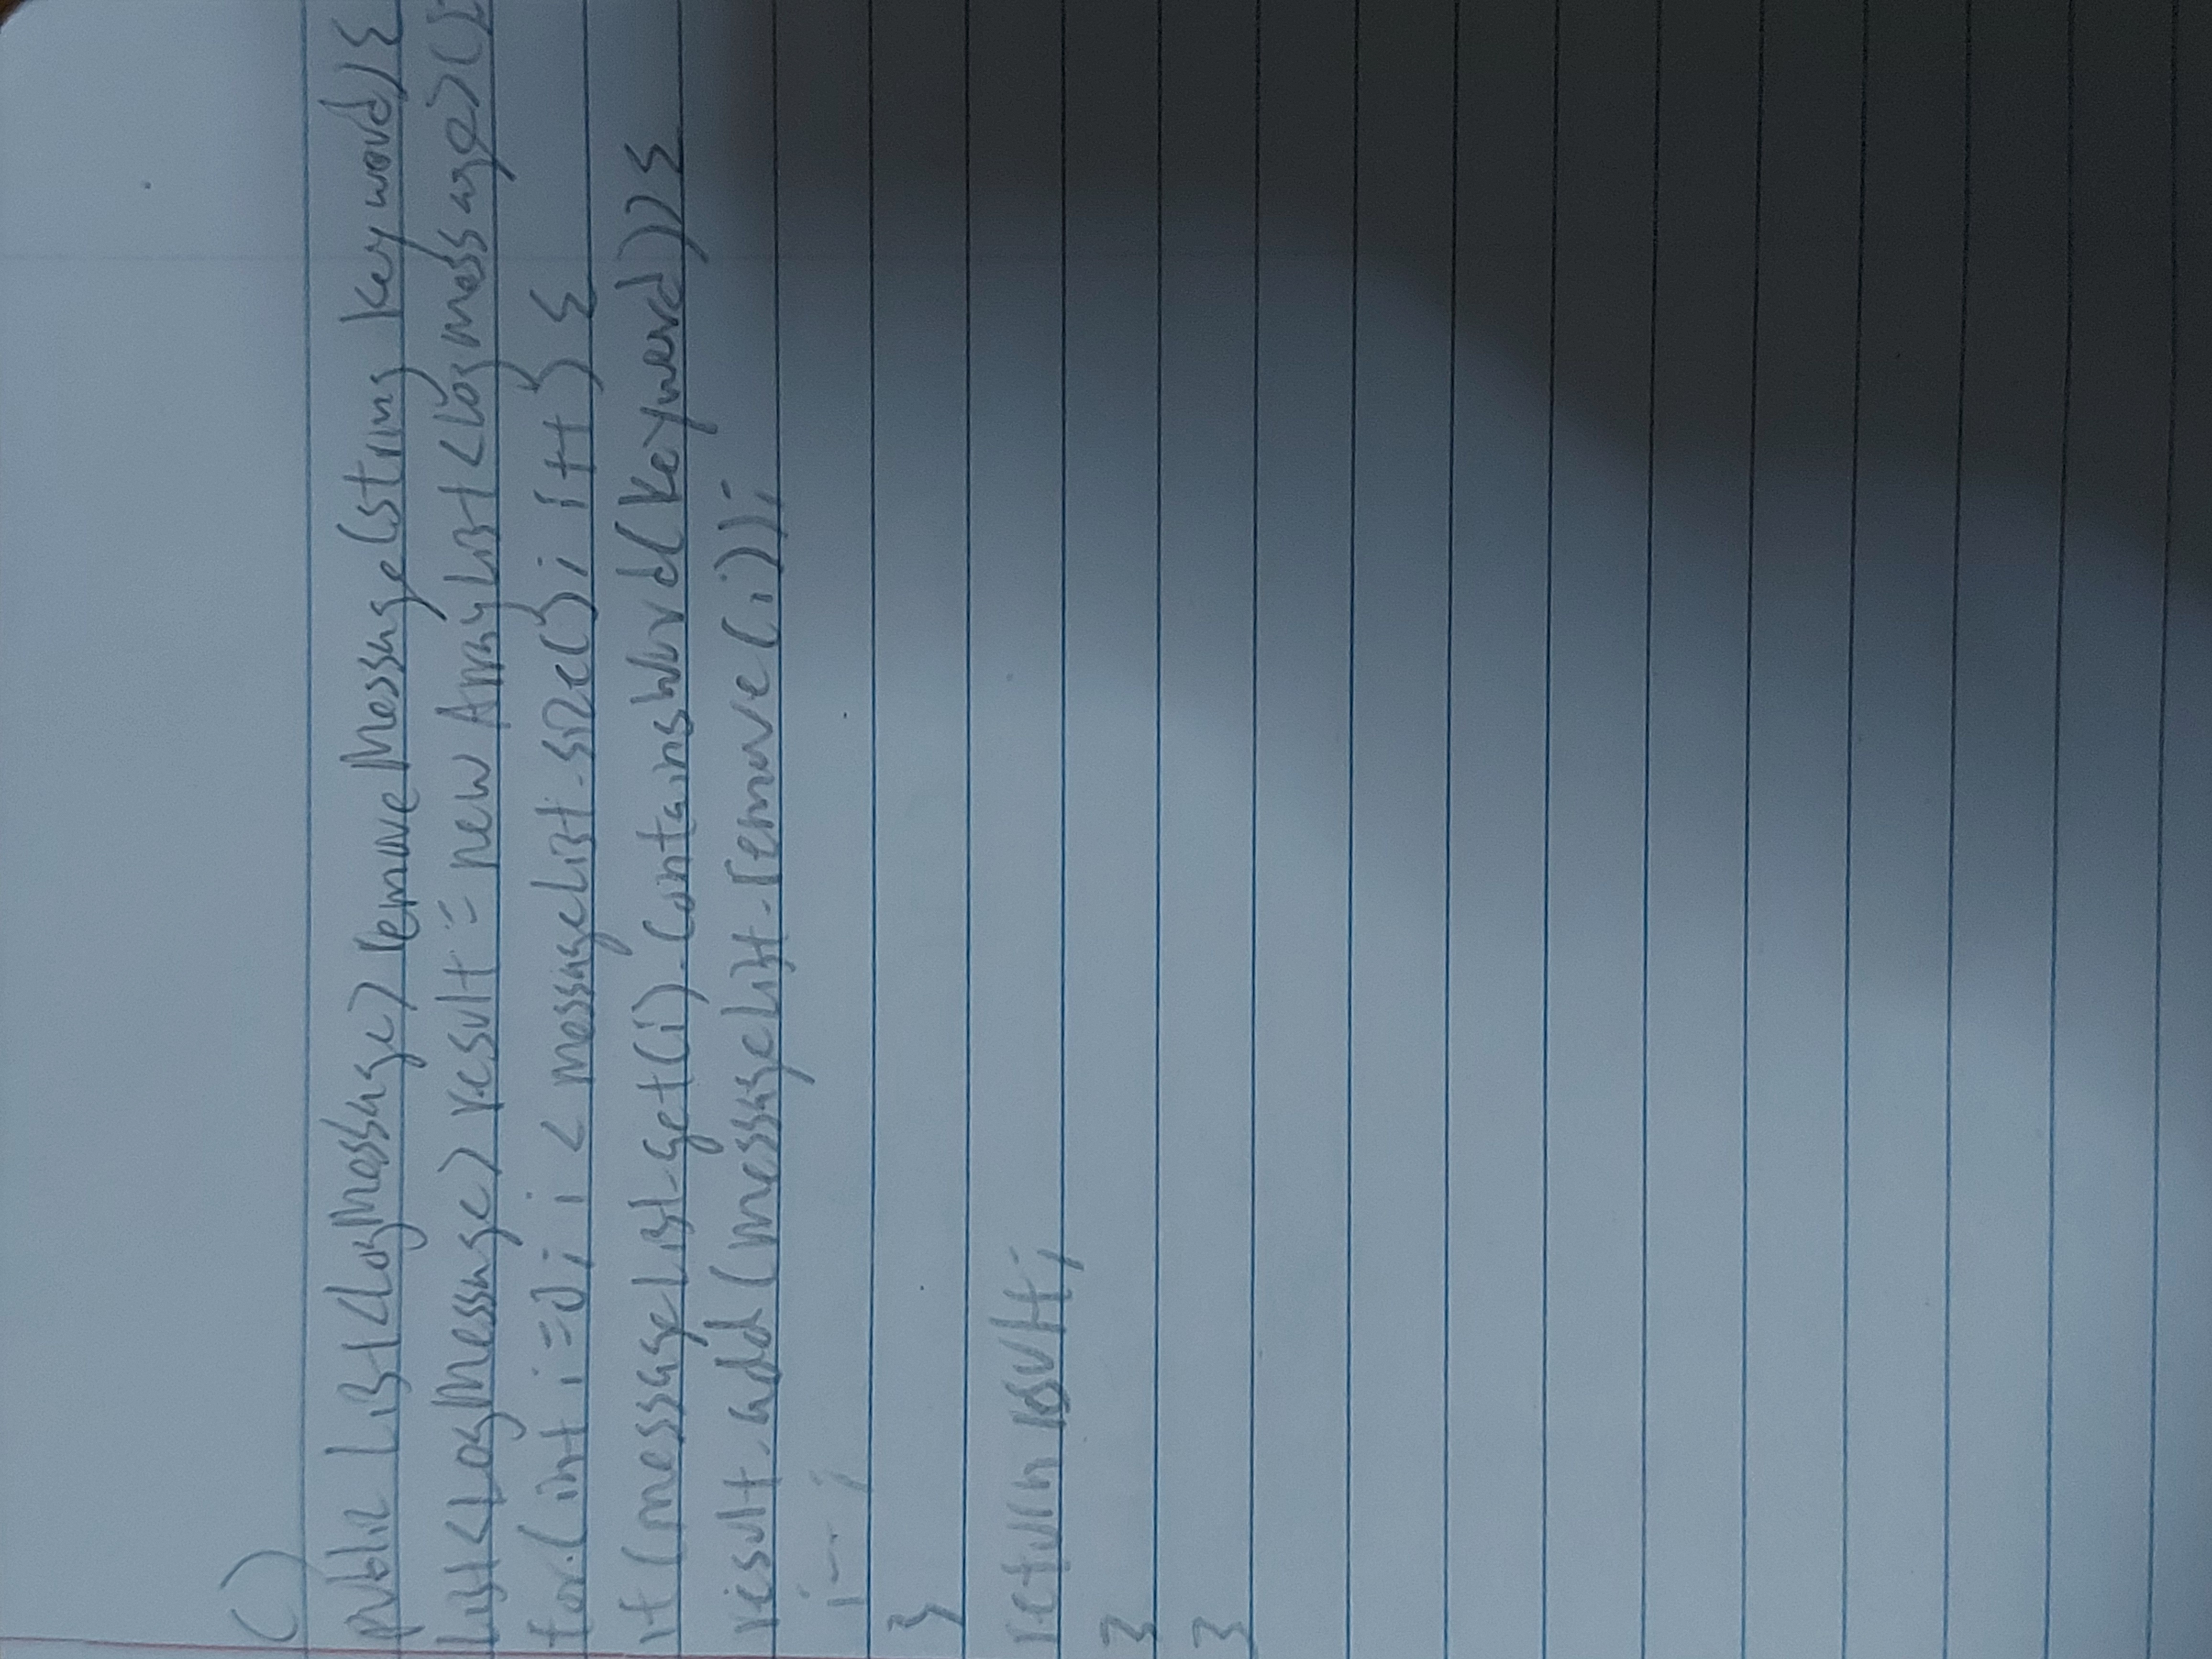 C)
public List<LogMessage> removeMessage(string keyword){
List<LogMessage> result = new ArrayList<LogMessage>();
for(int i=0; i < messageList.size(); i++) {
if(messageList.get(i).containsWord(keyword)){
result.add(messageList.remove(i));
i--;
}
return result;
}
}